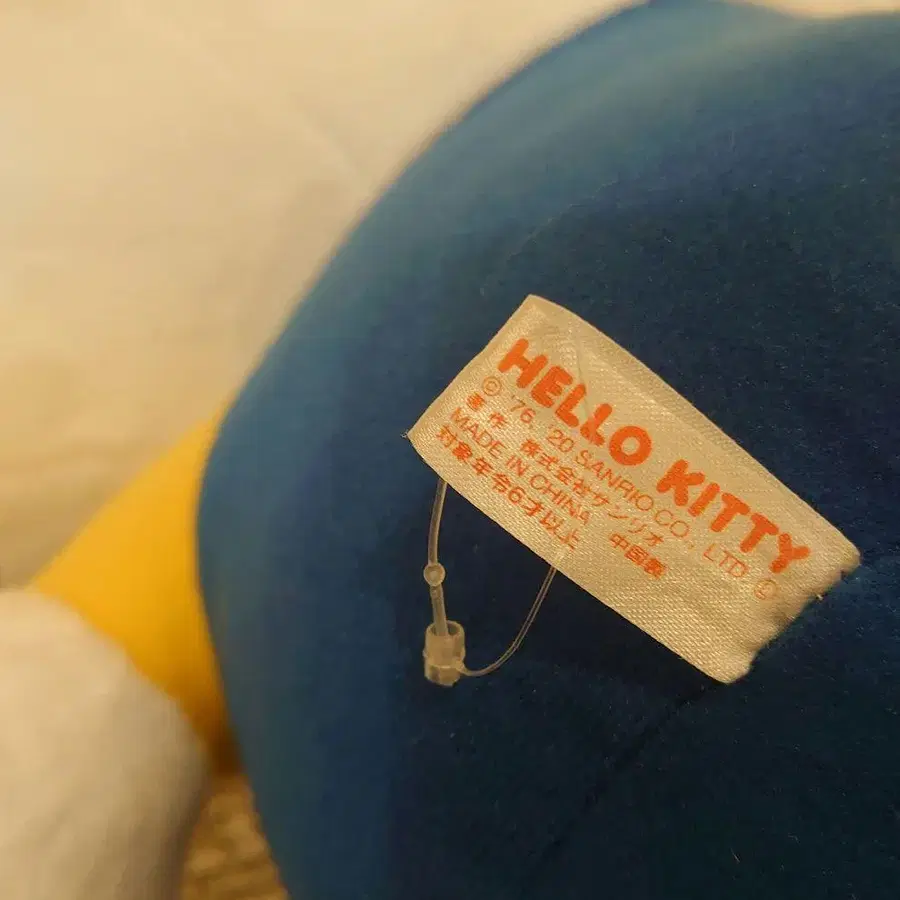 HELLO KITTY
© '76, '20 SANRIO CO., LTD. Ⓛ
著作 株式会社サンリオ
MADE IN CHINA 中国製
対象年令6才以上